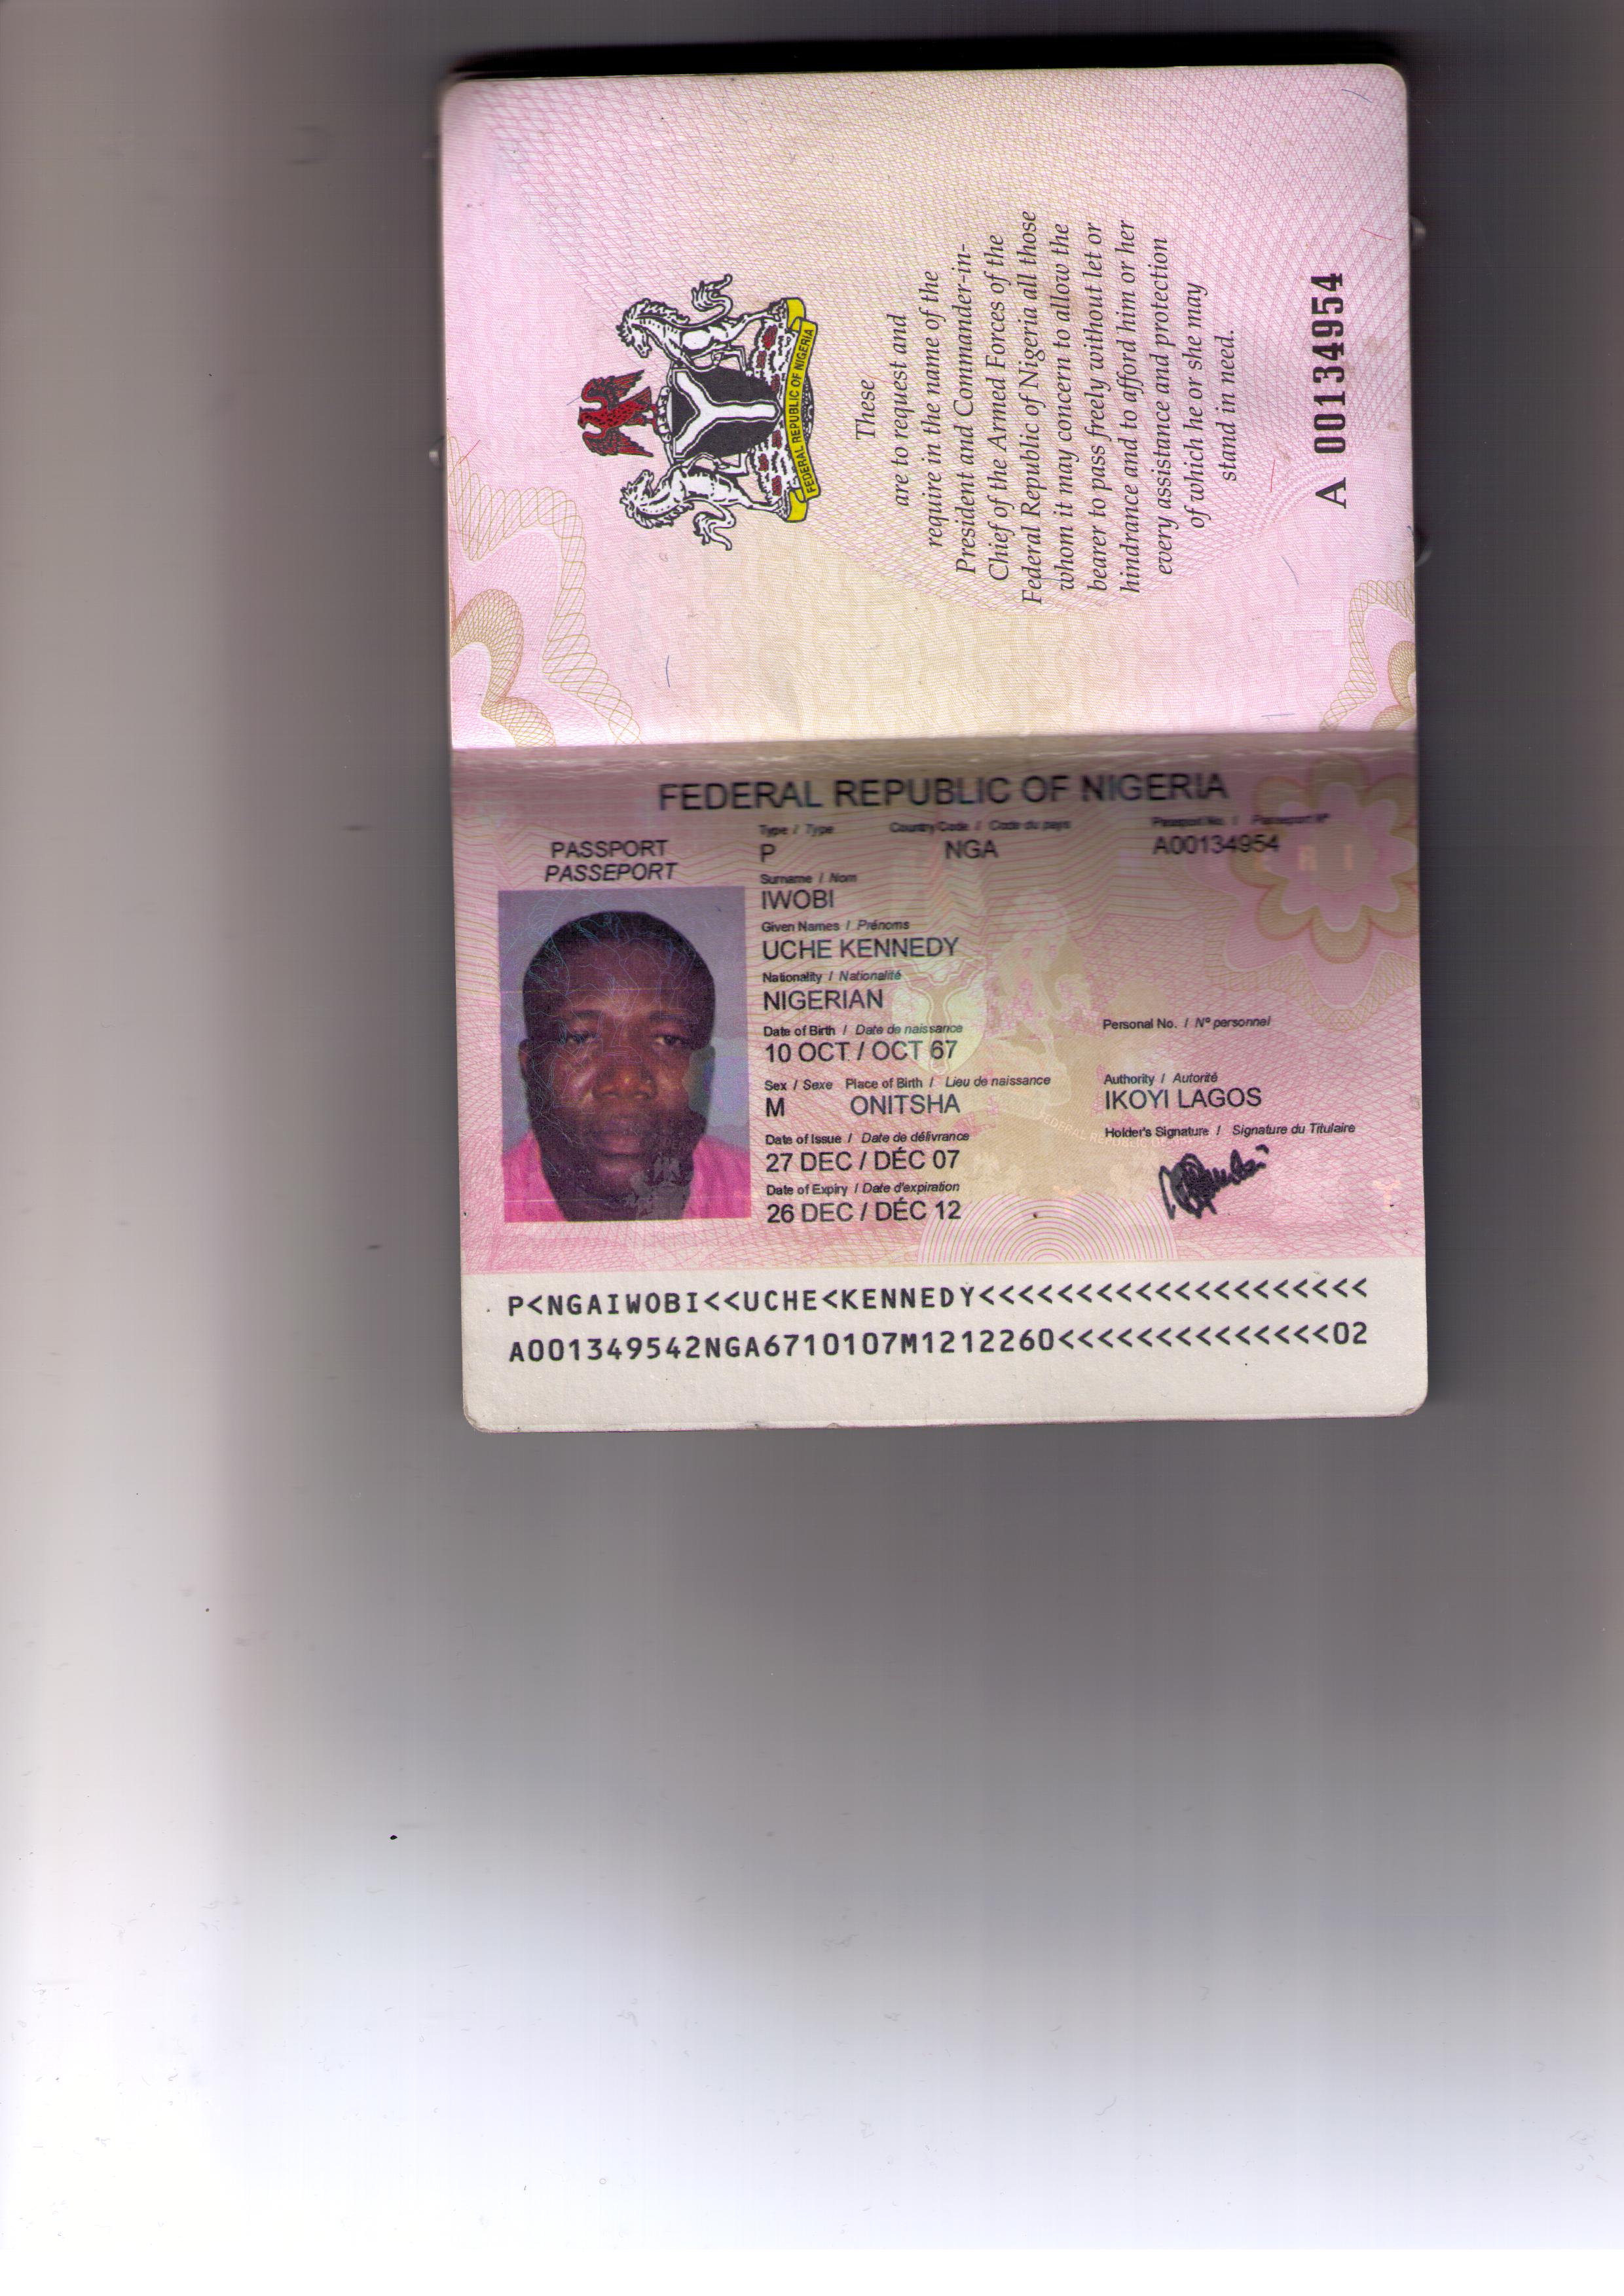 FEDERAL REPUBLIC OF NIGERIA
These
are to request and
require in the name of the
President and Commander-in-
Chief of the Armed Forces of the
Federal Republic of Nigeria all those
whom it may concern to allow the
bearer to pass freely without let or
hindrance and to afford him or her
every assistance and protection
of which he or she may
stand in need.
A 00134954
FEDERAL REPUBLIC OF NIGERIA
PASSPORT
PASSEPORT
Type / Type Country Code / Code du pays Passport No. / Passeport N°
P NGA A00134954
Surname / Nom
IWOBI
Given Names / Prénoms
UCHE KENNEDY
Nationality / Nationalité
NIGERIAN
Date of Birth / Date de naissance Personal No. / N° personnel
10 OCT / OCT 67
Sex / Sexe Place of Birth / Lieu de naissance Authority / Autorité
M ONITSHA IKOYI LAGOS
Date of Issue / Date de délivrance Holder's Signature / Signature du Titulaire
27 DEC / DÉC 07
Date of Expiry / Date d'expiration
26 DEC / DÉC 12
P<NGAIWOBI<<UCHE<KENNEDY<<<<<<<<<<<<<<<<<<<<
A001349542NGA6710107M1212260<<<<<<<<<<<<<<02